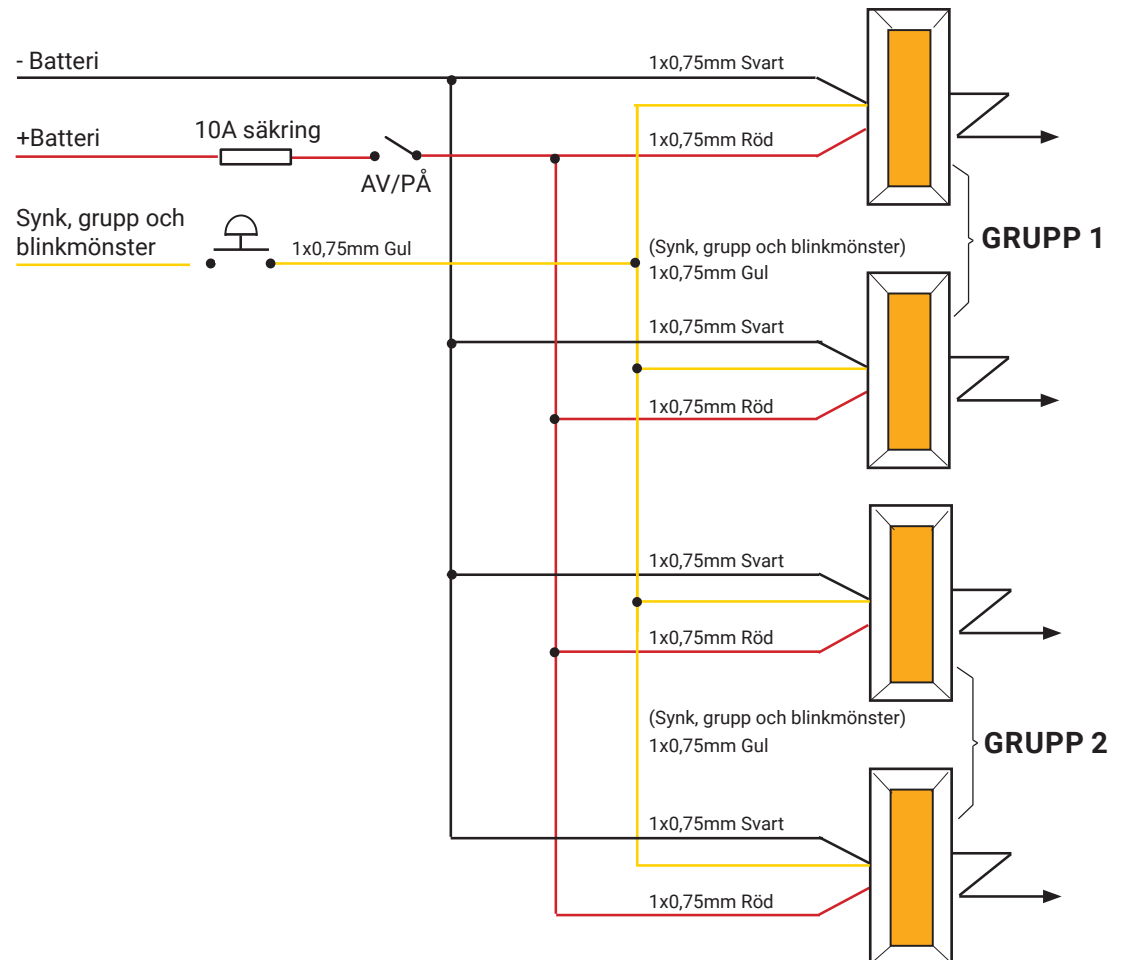 - Batteri
1x0,75mm Svart
+Batteri
10A säkring
1x0,75mm Röd
AV/PÅ
Synk, grupp och
blinkmönster
1x0,75mm Gul
(Synk, grupp och blinkmönster)
1x0,75mm Gul
GRUPP 1
1x0,75mm Svart
1x0,75mm Röd
1x0,75mm Svart
1x0,75mm Röd
(Synk, grupp och blinkmönster)
1x0,75mm Gul
GRUPP 2
1x0,75mm Svart
1x0,75mm Röd